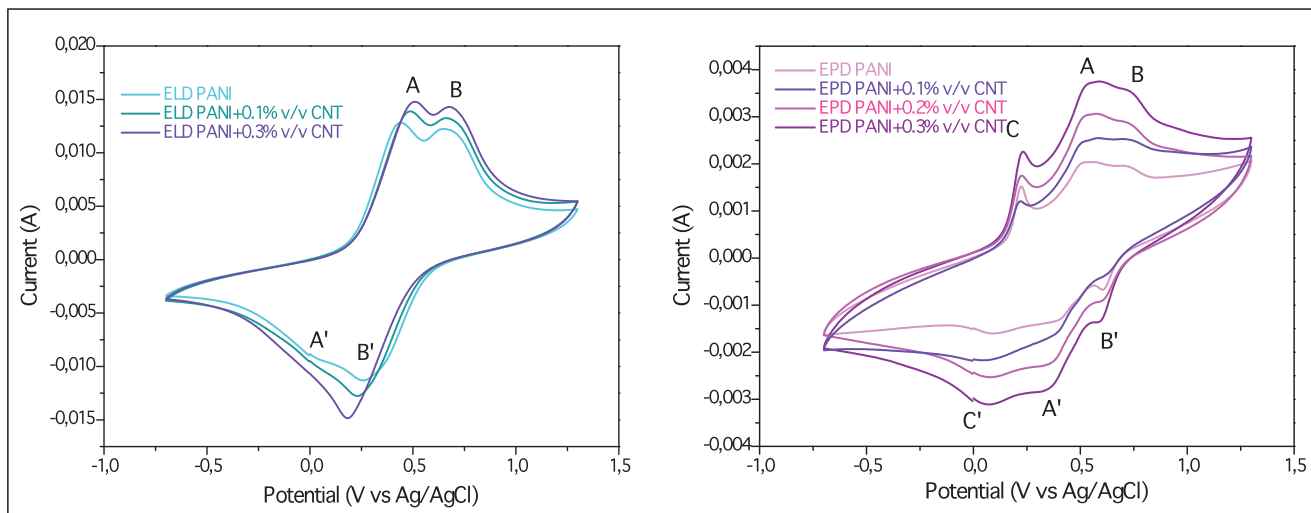 0,020
0,015
0,010
0,005
0,000
-0,005
-0,010
-0,015
Current (A)
ELD PANI
ELD PANI+0.1% v/v CNT
ELD PANI+0.3% v/v CNT
A
B
A'
B'
-1,0
-0,5
0,0
0,5
1,0
1,5
Potential (V vs Ag/AgCl)
0,004
0,003
0,002
0,001
0,000
-0,001
-0,002
-0,003
-0,004
Current (A)
EPD PANI
EPD PANI+0.1% v/v CNT
EPD PANI+0.2% v/v CNT
EPD PANI+0.3% v/v CNT
A
B
C
B'
A'
C'
-1,0
0,0
0,5
1,0
1,5
Potential (V vs Ag/AgCl)